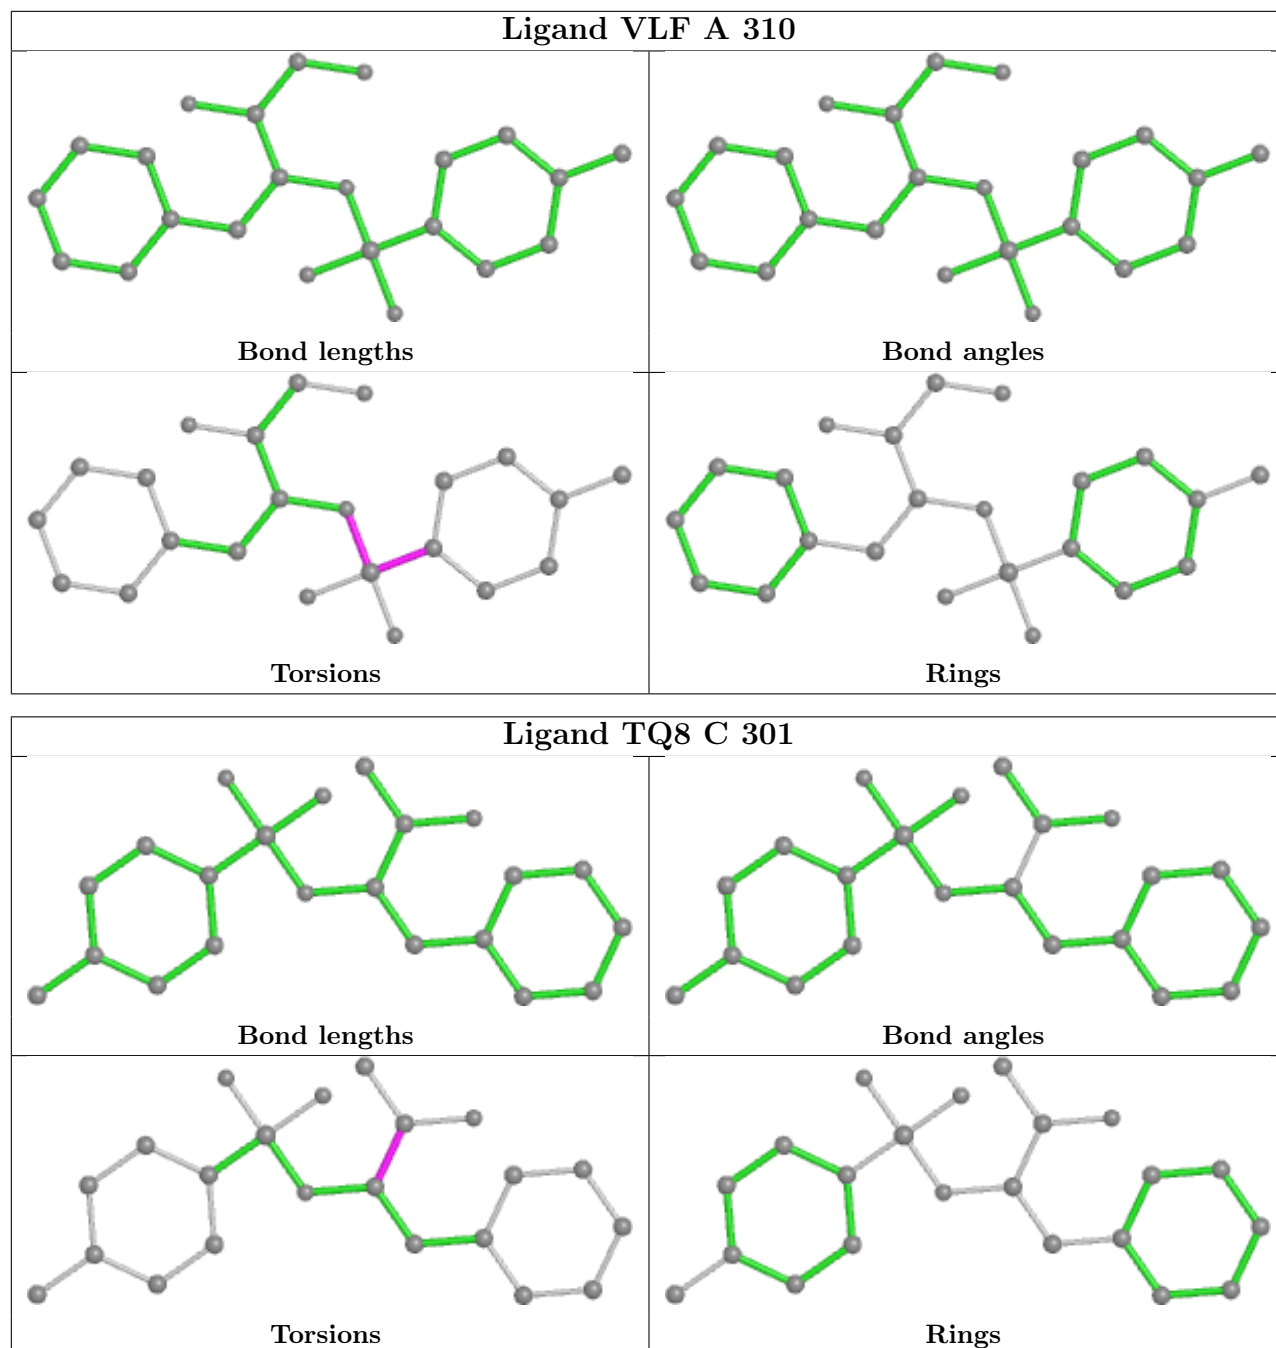 Ligand VLF A 310
Bond lengths
Bond angles
Torsions
Rings
Ligand TQ8 C 301
Bond lengths
Bond angles
Torsions
Rings